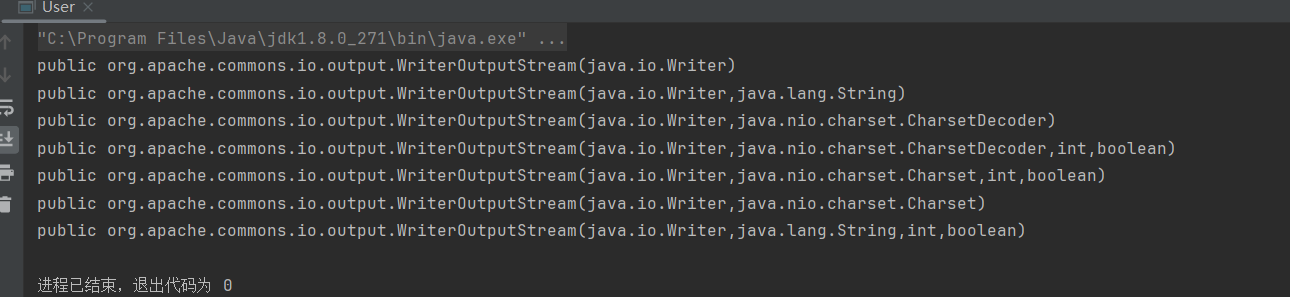 User
"C:\Program Files\Java\jdk1.8.0_271\bin\java.exe" ...
public org.apache.commons.io.output.WriterOutputStream(java.io.Writer)
public org.apache.commons.io.output.WriterOutputStream(java.io.Writer,java.lang.String)
public org.apache.commons.io.output.WriterOutputStream(java.io.Writer,java.nio.charset.CharsetDecoder)
public org.apache.commons.io.output.WriterOutputStream(java.io.Writer,java.nio.charset.CharsetDecoder,int,boolean)
public org.apache.commons.io.output.WriterOutputStream(java.io.Writer,java.nio.charset.Charset,int,boolean)
public org.apache.commons.io.output.WriterOutputStream(java.io.Writer,java.nio.charset.Charset)
public org.apache.commons.io.output.WriterOutputStream(java.io.Writer,java.lang.String,int,boolean)
进程已结束，退出代码为 0